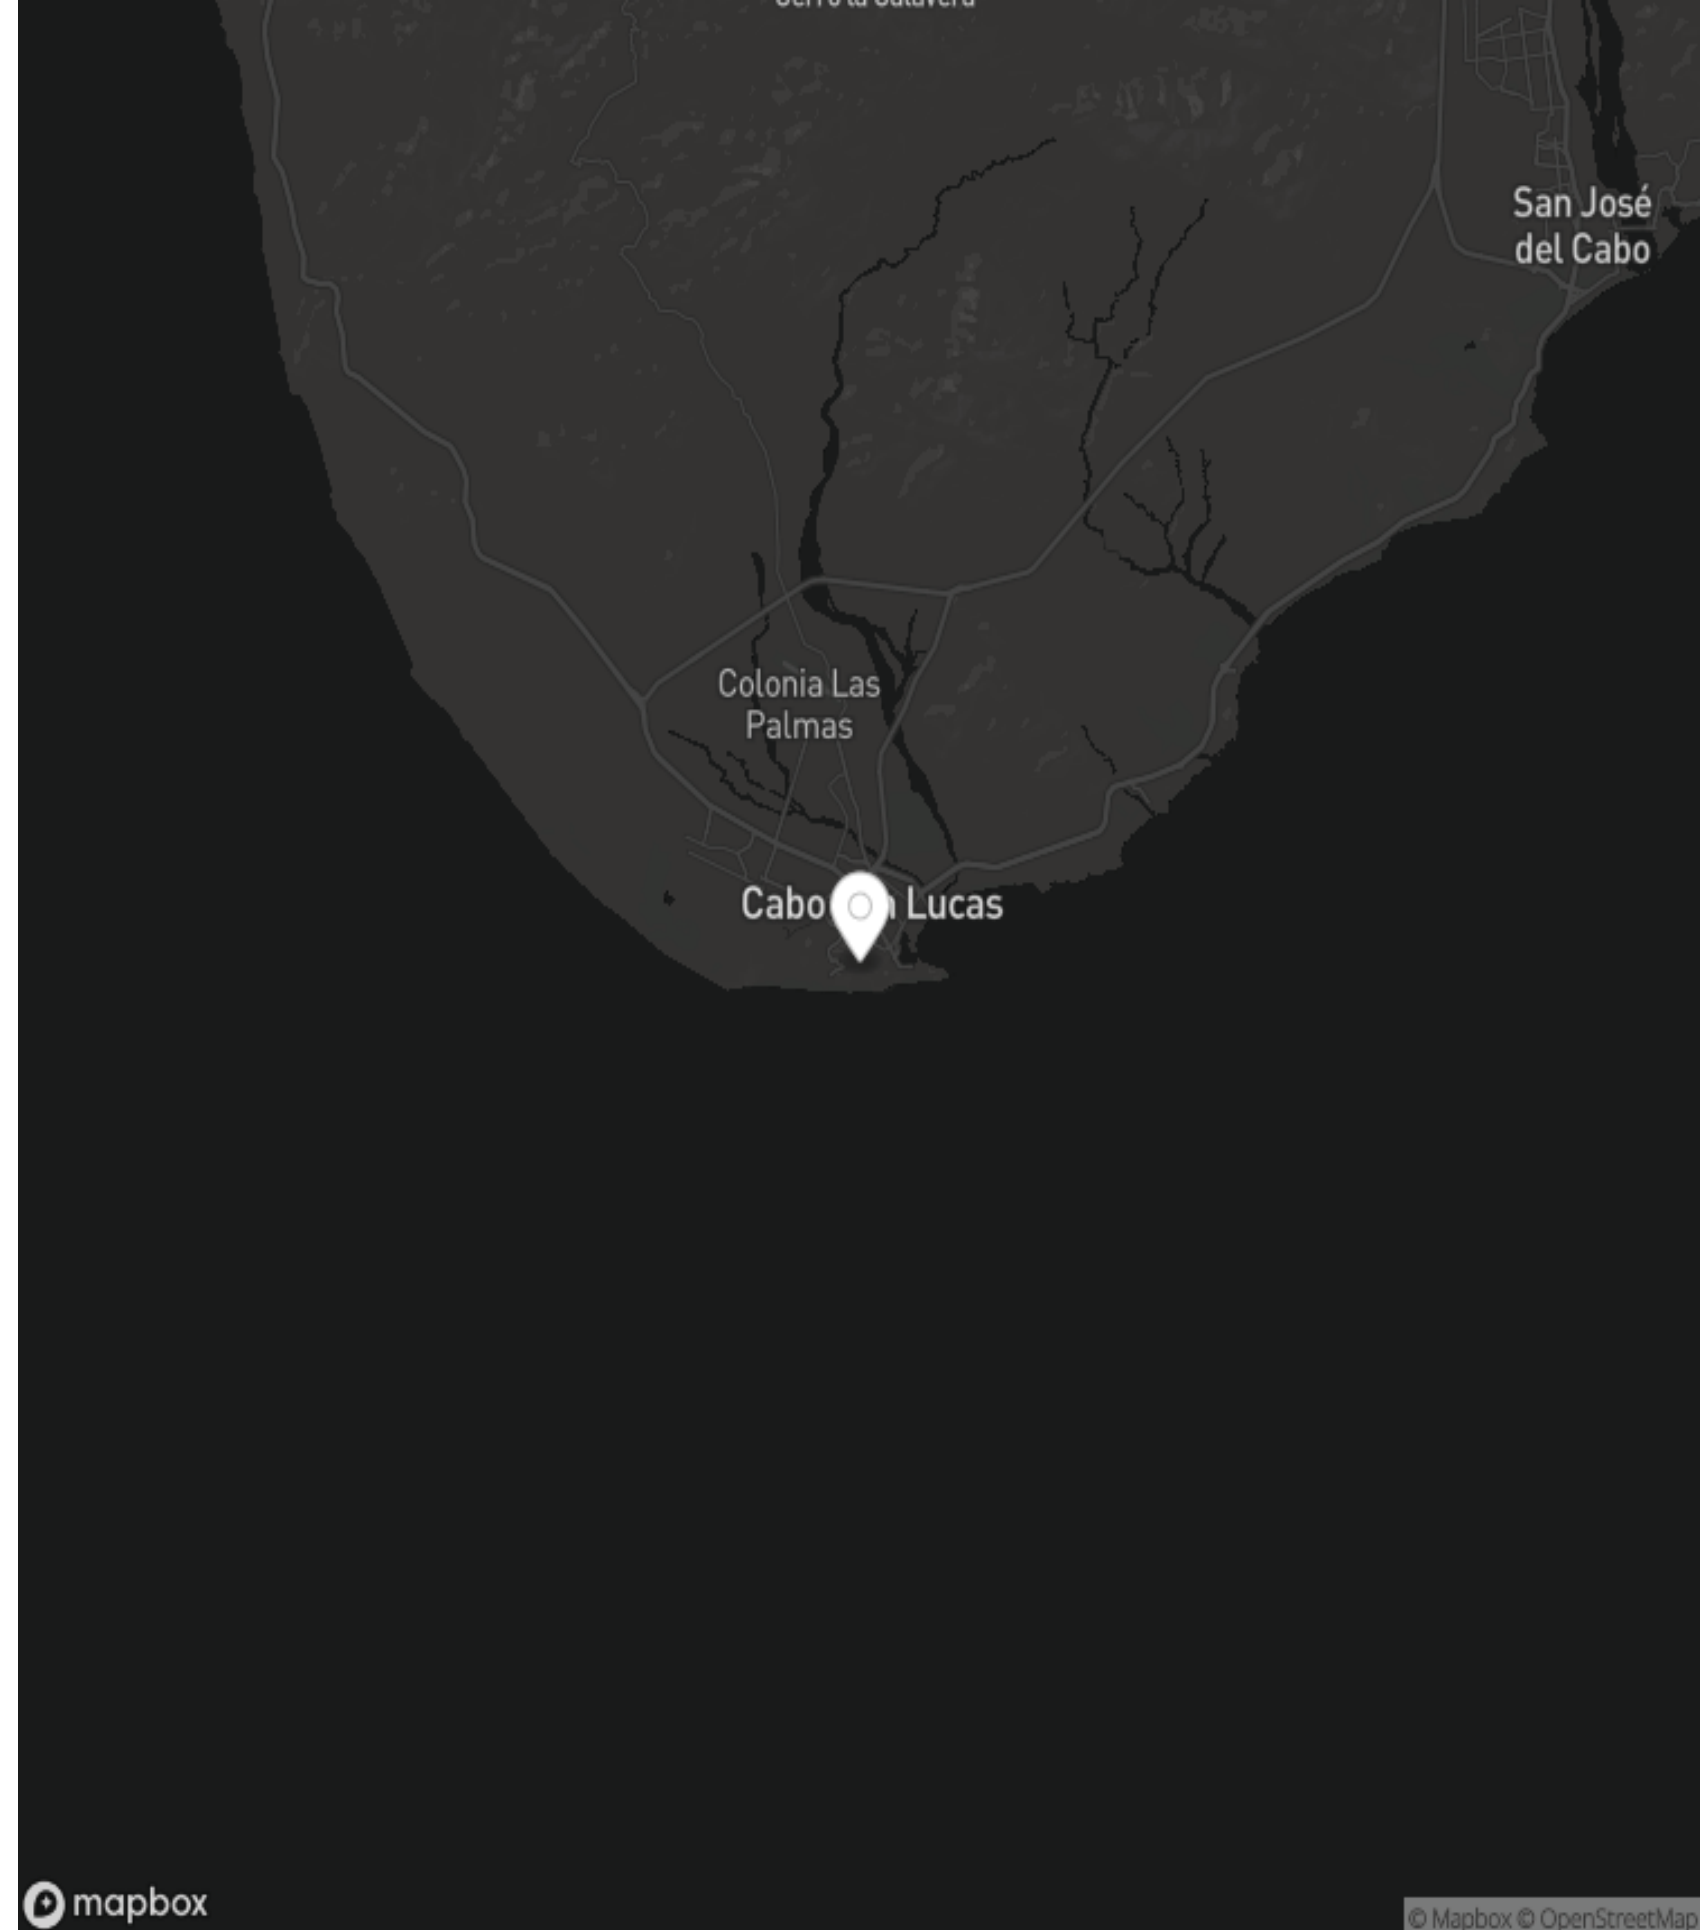 San José
del Cabo
Colonia Las
Palmas
Cabo Lucas
mapbox
© Mapbox © OpenStreetMap